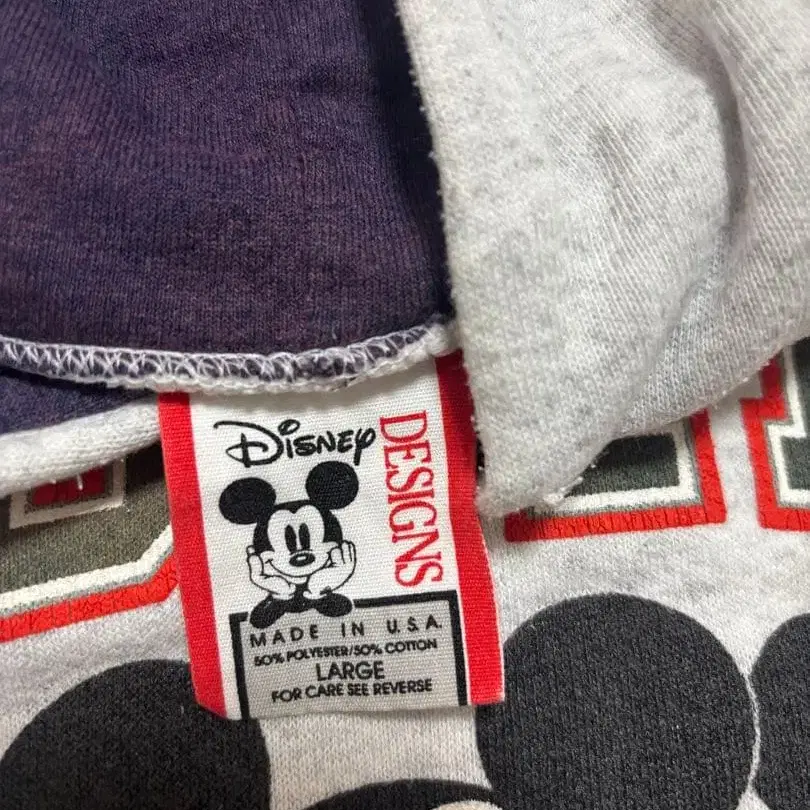 Disney
DESIGNS
MADE IN U.S.A.
50% POLYESTER/50% COTTON
LARGE
FOR CARE SEE REVERSE